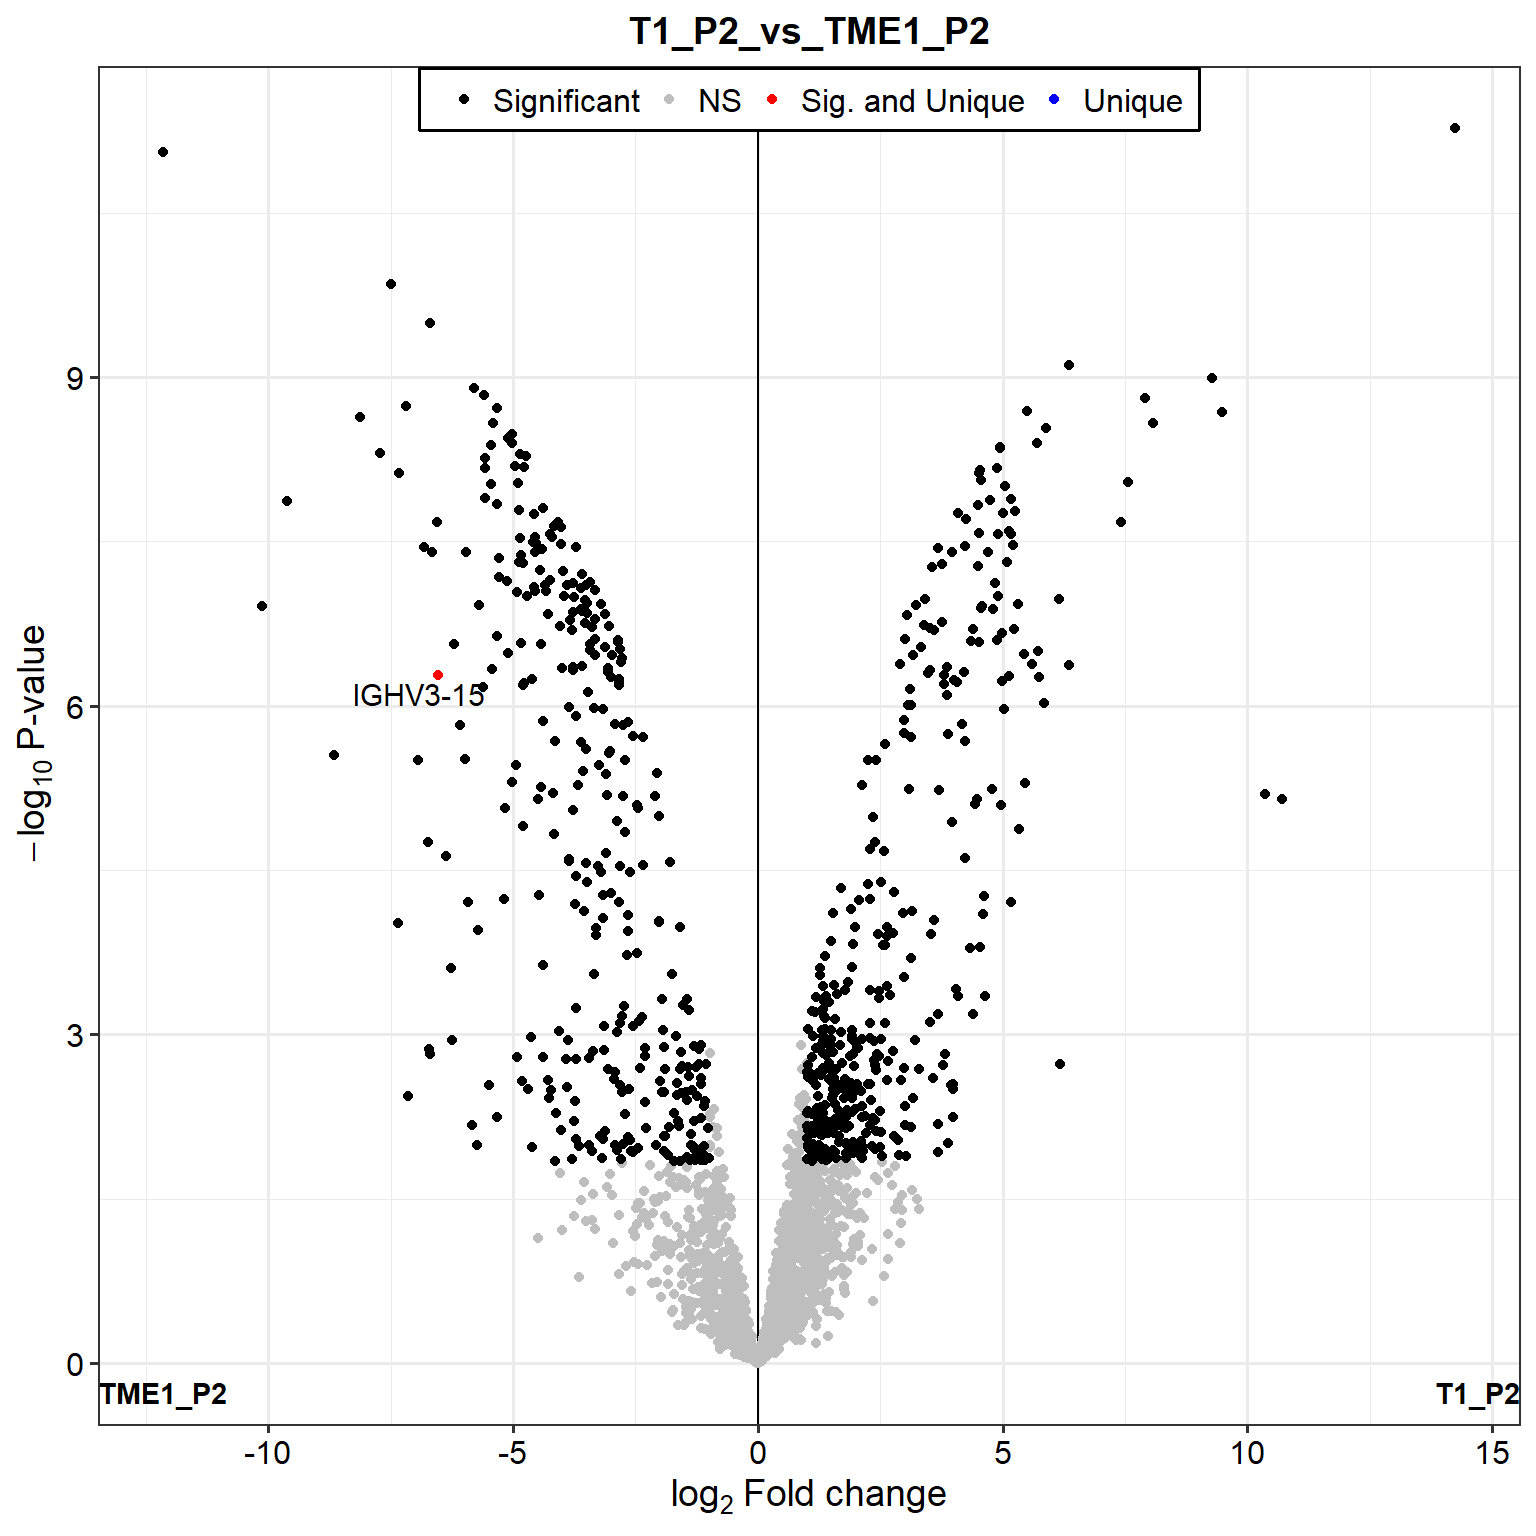 T1_P2_vs_TME1_P2
Significant NS Sig. and Unique Unique
9
6
3
0
−log10 P-value
IGHV3-15
TME1_P2 T1_P2
-10 -5 0 5 10 15
log2 Fold change